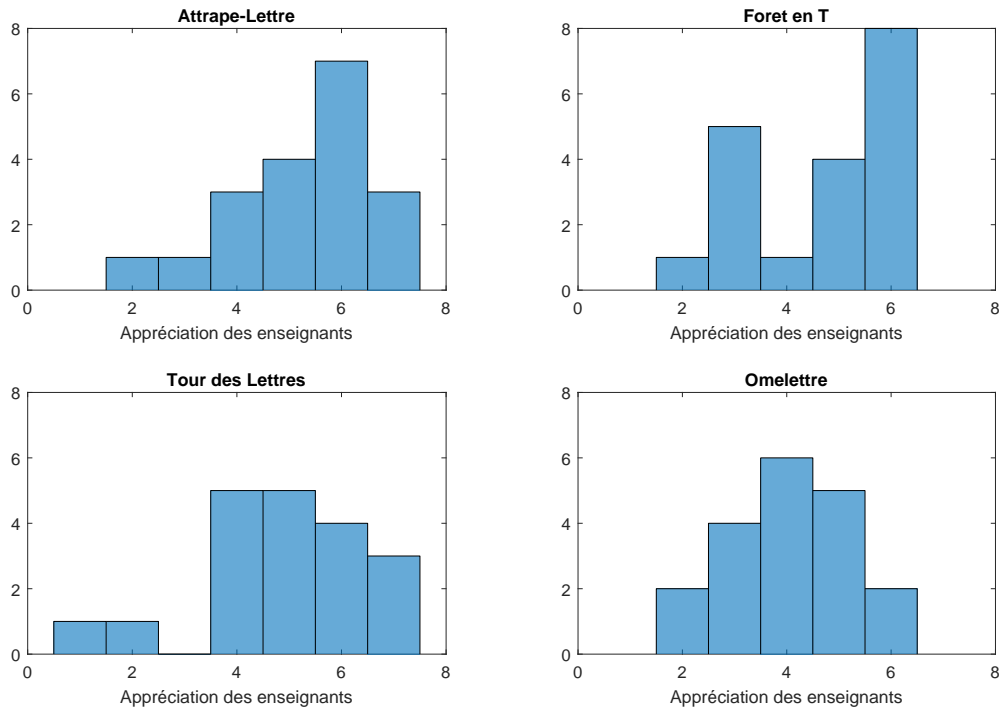 Attrape-Lettre
8
6
4
2
0
0 2 4 6 8
Appréciation des enseignants
Foret en T
8
6
4
2
0
0 2 4 6 8
Appréciation des enseignants
Tour des Lettres
8
6
4
2
0
0 2 4 6 8
Appréciation des enseignants
Omelettre
8
6
4
2
0
0 2 4 6 8
Appréciation des enseignants